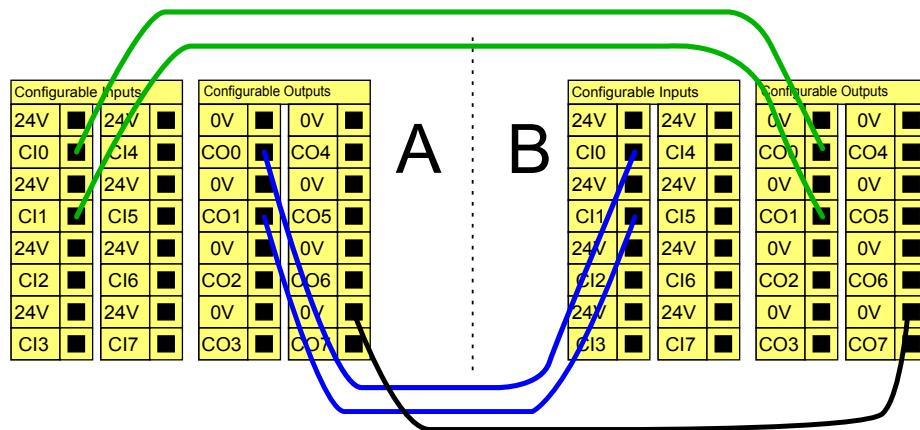 Configurable Inputs
24V 24V
CI0 CI4
24V 24V
CI1 CI5
24V 24V
CI2 CI6
24V 24V
CI3 CI7
Configurable Outputs
0V 0V
CO0 CO4
0V 0V
CO1 CO5
0V 0V
CO2 CO6
0V 0V
CO3 CO7
A B
Configurable Inputs
24V 24V
CI0 CI4
24V 24V
CI1 CI5
24V 24V
CI2 CI6
24V 24V
CI3 CI7
Configurable Outputs
0V 0V
CO0 CO4
0V 0V
CO1 CO5
0V 0V
CO2 CO6
0V 0V
CO3 CO7